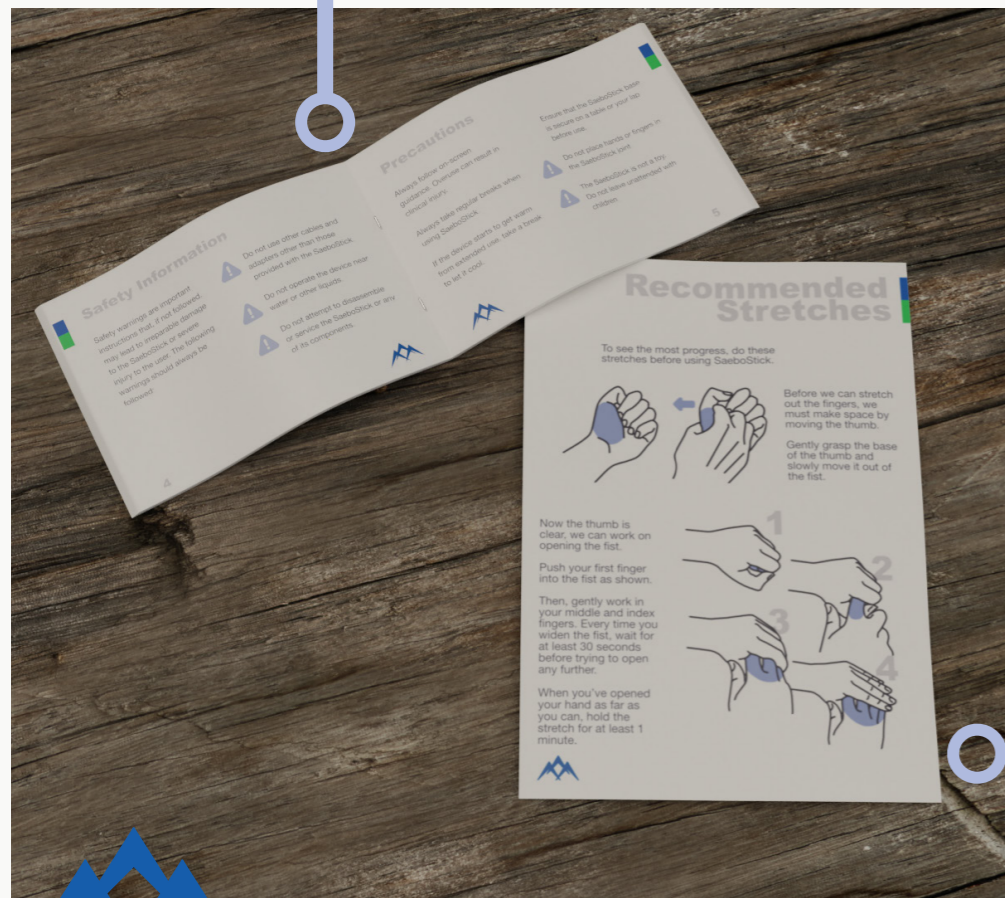 Safety Information
Safety warnings are important
instructions that, if not followed,
may lead to irreparable damage
to the SaeboStick or severe
injury to the user. The following
warnings should always be
followed:
Do not use other cables and
adapters other than those
provided with the SaeboStick.
Do not operate the device near
water or other liquids.
Do not attempt to disassemble
or service the SaeboStick or any
of its components.
4
Precautions
Always follow on-screen
guidance. Overuse can result in
clinical injury.
Always take regular breaks when
using SaeboStick.
If the device starts to get warm
from extended use, take a break
to let it cool.
Ensure that the SaeboStick base
is secure on a table or your lap
before use.
Do not place hands or fingers in
the SaeboStick joint.
The SaeboStick is not a toy.
Do not leave unattended with
children.
5
Recommended
Stretches
To see the most progress, do these
stretches before using SaeboStick.
Before we can stretch
out the fingers, we
must make space by
moving the thumb.
Gently grasp the base
of the thumb and
slowly move it out of
the fist.
Now the thumb is
clear, we can work on
opening the fist.
Push your first finger
into the fist as shown.
Then, gently work in
your middle and index
fingers. Every time you
widen the fist, wait for
at least 30 seconds
before trying to open
any further.
When you've opened
your hand as far as
you can, hold the
stretch for at least 1
minute.
1
2
3
4